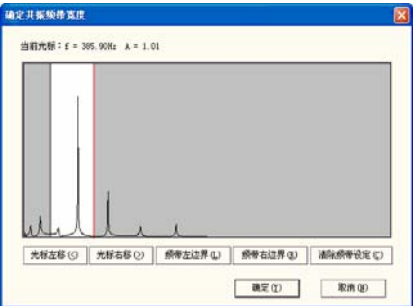 确定共振频带宽度
当前光标：f = 385.90Hz A = 1.01
光标左移(<) 光标右移(>) 频带左边界(L) 频带右边界(R) 清除频带设定(C)
确定(Y) 取消(N)